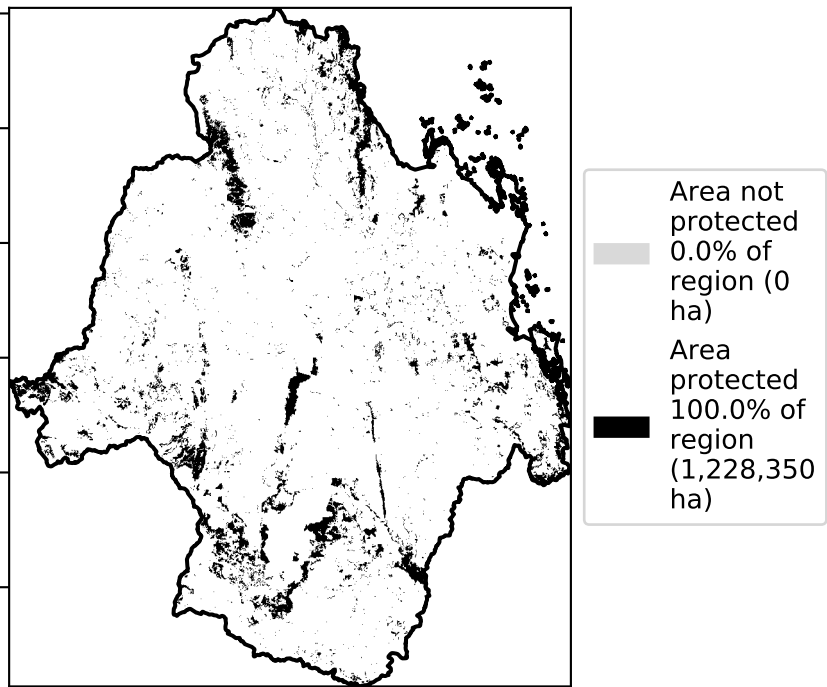 Area not
protected
0.0% of
region (0
ha)
Area
protected
100.0% of
region
(1,228,350
ha)